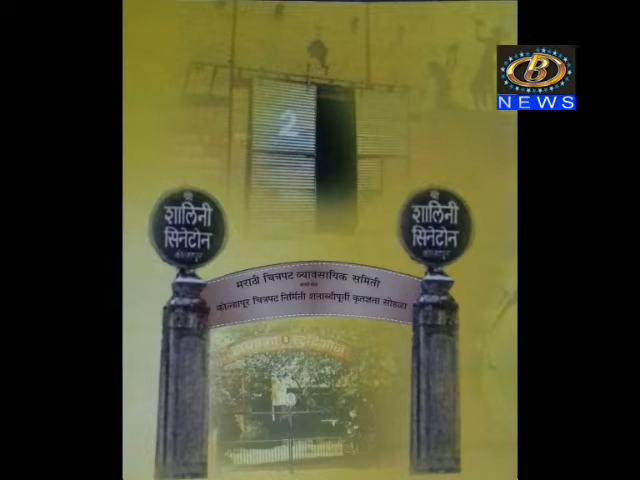 B
NEWS
2
शालिनी
सिनेटोन
कोल्हापूर
शालिनी
सिनेटोन
कोल्हापूर
मराठी चित्रपट व्यावसायिक समिती
कोल्हापूर चित्रपट निर्मिती शताब्दीपूर्ती कृतज्ञता सोहळा